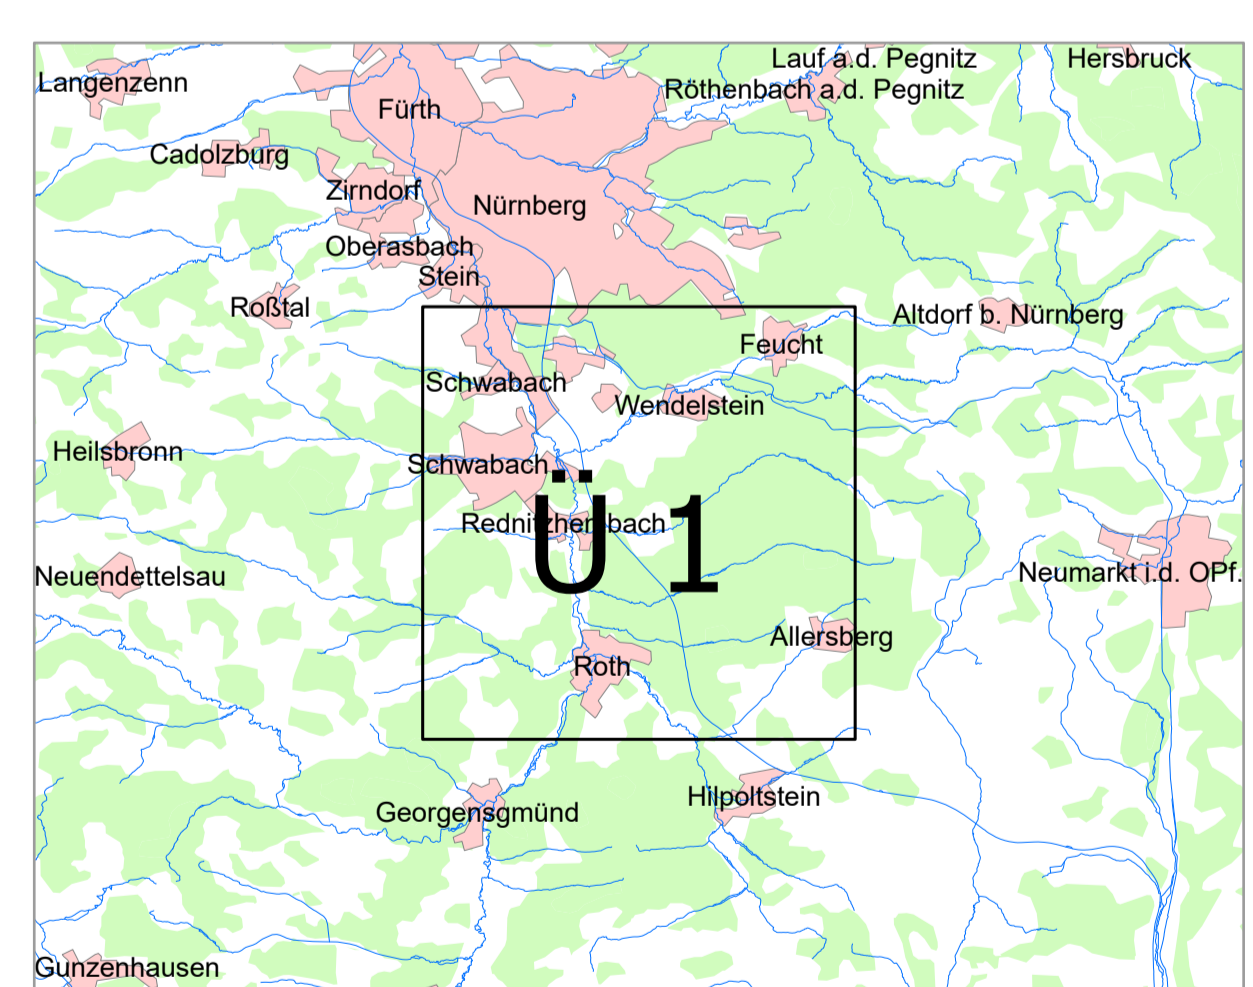 Lauf a.d. Pegnitz
Hersbruck
Langenzenn
Röthenbach a.d. Pegnitz
Fürth
Cadolzburg
Zirndorf
Nürnberg
Oberasbach
Stein
Roßtal
Altdorf b. Nürnberg
Feucht
Schwabach
Wendelstein
Heilsbronn
Schwabach
Rednitzhembach
Ü 1
Neuendettelsau
Neumarkt i.d. OPf.
Allersberg
Roth
Hilpoltstein
Georgensgmünd
Gunzenhausen